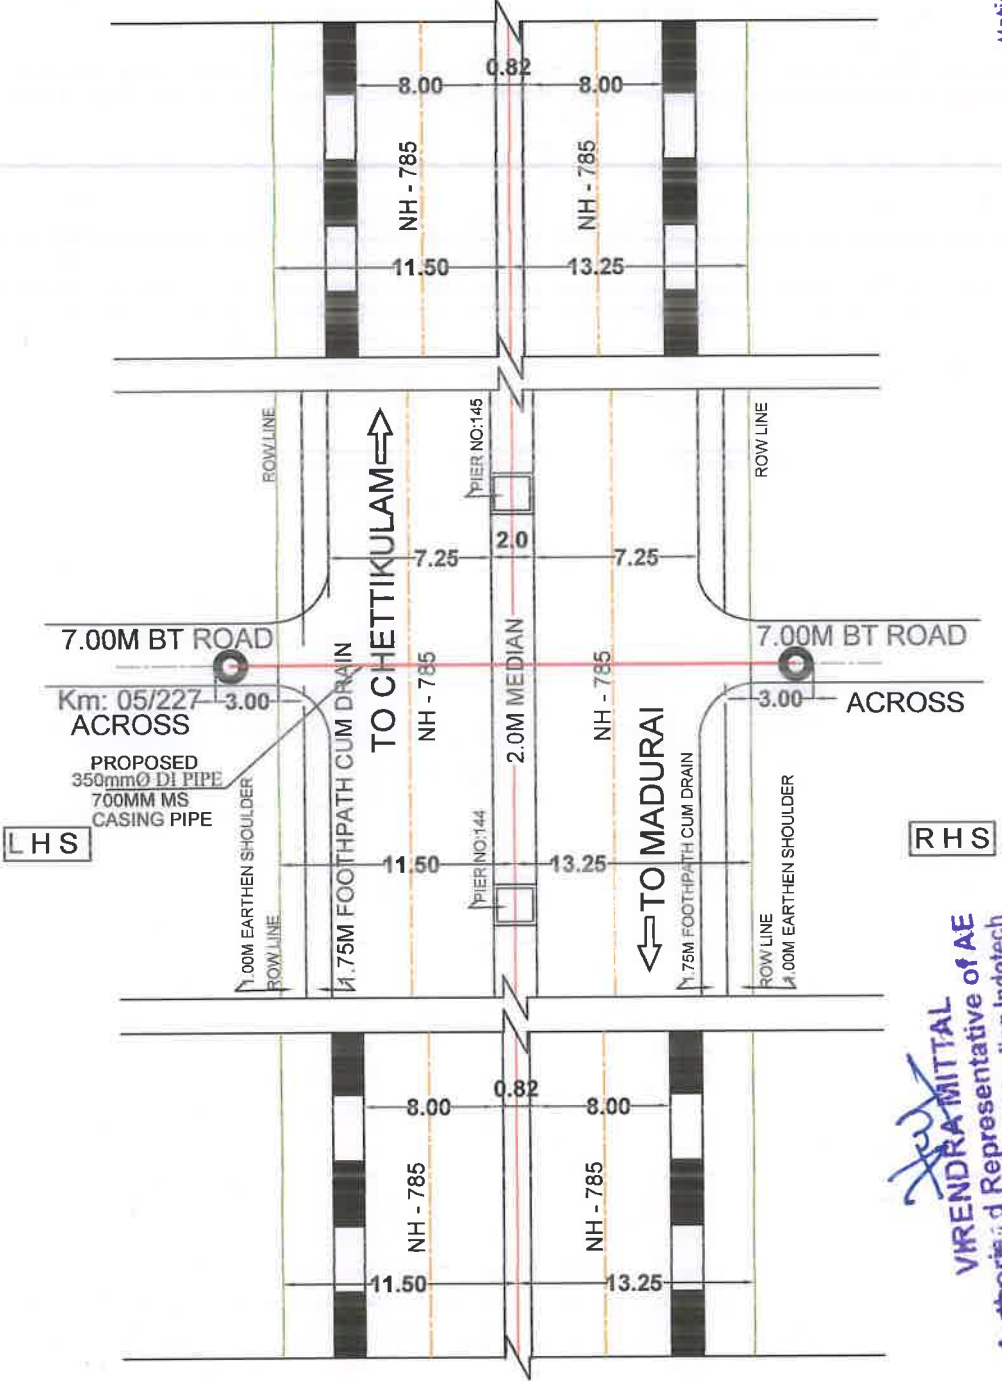 0.82
8.00
8.00
NH - 785
NH - 785
11.50
13.25
ROW LINE
TO CHETTIKULAM
PIER NO:145
ROW LINE
7.25
2.0
7.25
7.00M BT ROAD
7.00M BT ROAD
Km: 05/227
3.00
3.00
ACROSS
ACROSS
PROPOSED
350mmØ DI PIPE
700MM MS
CASING PIPE
NH - 785
2.0M MEDIAN
NH - 785
LHS
RHS
1.00M EARTHEN SHOULDER
ROW LINE
1.75M FOOTHPATH CUM DRAIN
11.50
PIER NO:144
13.25
TO MADURAI
1.75M FOOTHPATH CUM DRAIN
ROW LINE
1.00M EARTHEN SHOULDER
0.82
8.00
8.00
NH - 785
NH - 785
11.50
13.25
VIRENDRA MITTAL
Representative of AE